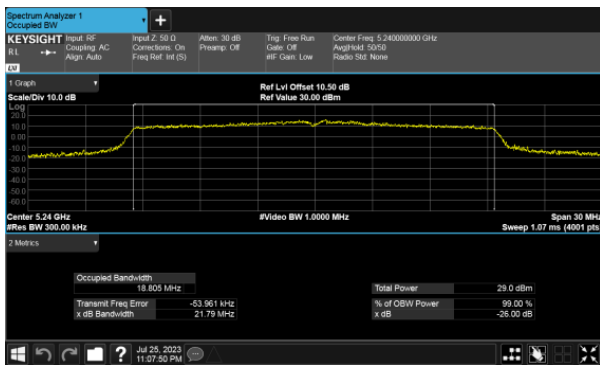 Spectrum Analyzer 1
Occupied BW
KEYSIGHT Input: RF Input Z: 50 Ω Atten: 30 dB Trig: Free Run Center Freq: 5.240000000 GHz
RL Coupling: AC Corrections: On Preamp: Off Gate: Off Avg|Hold: 50/50
Align: Auto Freq Ref: Int (S) #IF Gain: Low Radio Std: None
LXI
1 Graph Ref Lvl Offset 10.50 dB
Scale/Div 10.0 dB Ref Value 30.00 dBm
Log
20.0
10.0
0.00
-10.0
-20.0
-30.0
-40.0
-50.0
-60.0
Center 5.24 GHz #Video BW 1.0000 MHz Span 30 MHz
#Res BW 300.00 kHz Sweep 1.07 ms (4001 pts
2 Metrics
Occupied Bandwidth
18.805 MHz Total Power 29.0 dBm
Transmit Freq Error -53.961 kHz % of OBW Power 99.00 %
x dB Bandwidth 21.79 MHz x dB -26.00 dB
? Jul 25, 2023
11:07:50 PM